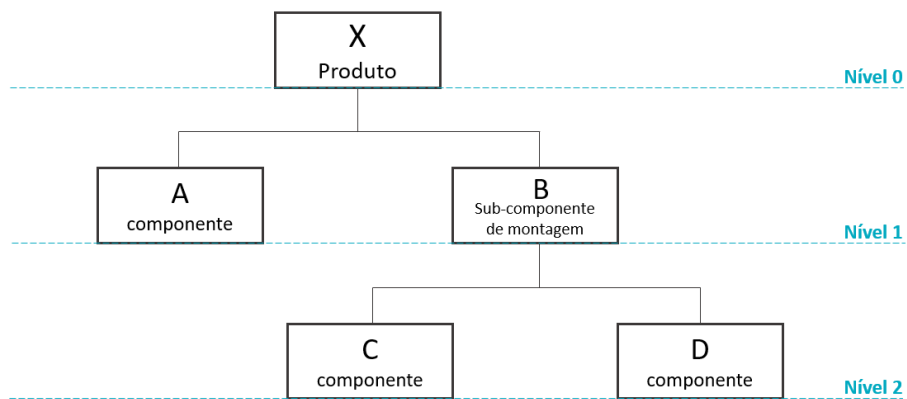 X
Produto
Nível 0
A
componente
B
Sub-componente
de montagem
Nível 1
C
componente
D
componente
Nível 2